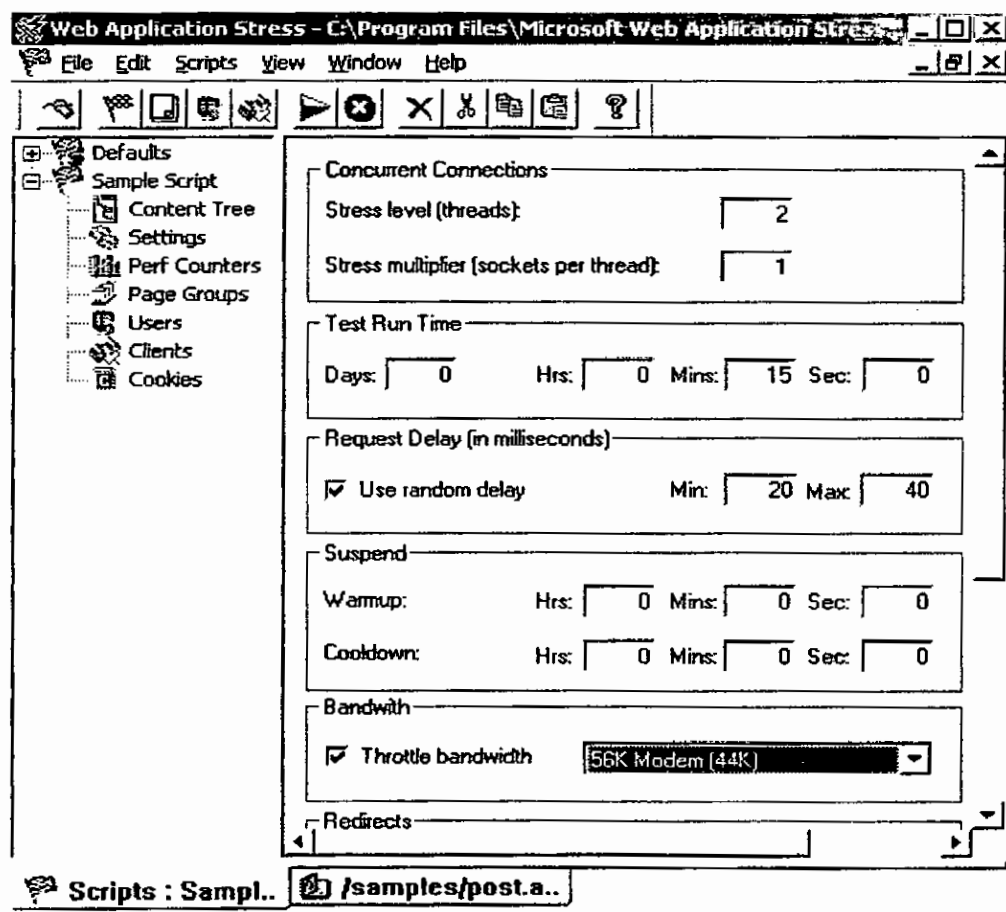 Web Application Stress - C:\Program Files\Microsoft Web Application Stress
File Edit Scripts View Window Help
Defaults
Sample Script
Content Tree
Settings
Perf Counters
Page Groups
Users
Clients
Cookies
Concurrent Connections
Stress level (threads): 2
Stress multiplier (sockets per thread): 1
Test Run Time
Days: 0 Hrs: 0 Mins: 15 Sec: 0
Request Delay (in milliseconds)
Use random delay Min: 20 Max: 40
Suspend
Warmup: Hrs: 0 Mins: 0 Sec: 0
Cooldown: Hrs: 0 Mins: 0 Sec: 0
Bandwith
Throttle bandwidth 56K Modem (44K)
Redirects
Scripts : Sampl.. /samples/post.a..